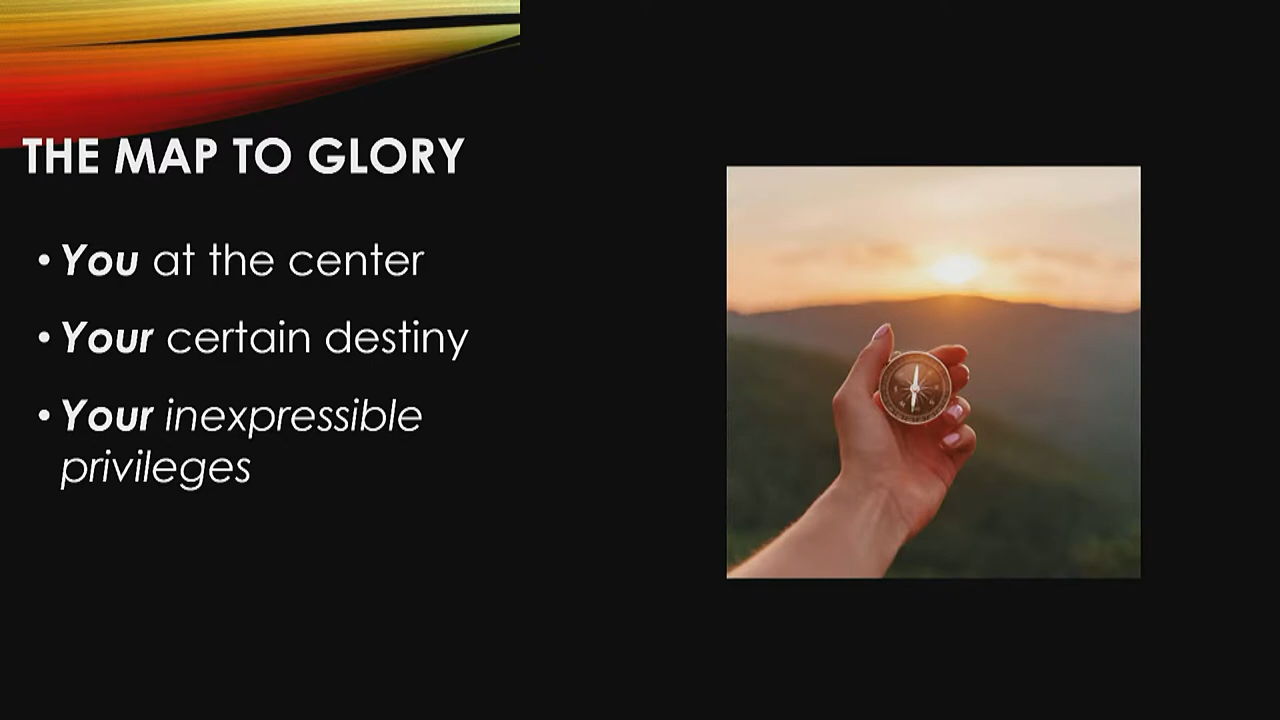 THE MAP TO GLORY
• You at the center
• Your certain destiny
• Your inexpressible
privileges